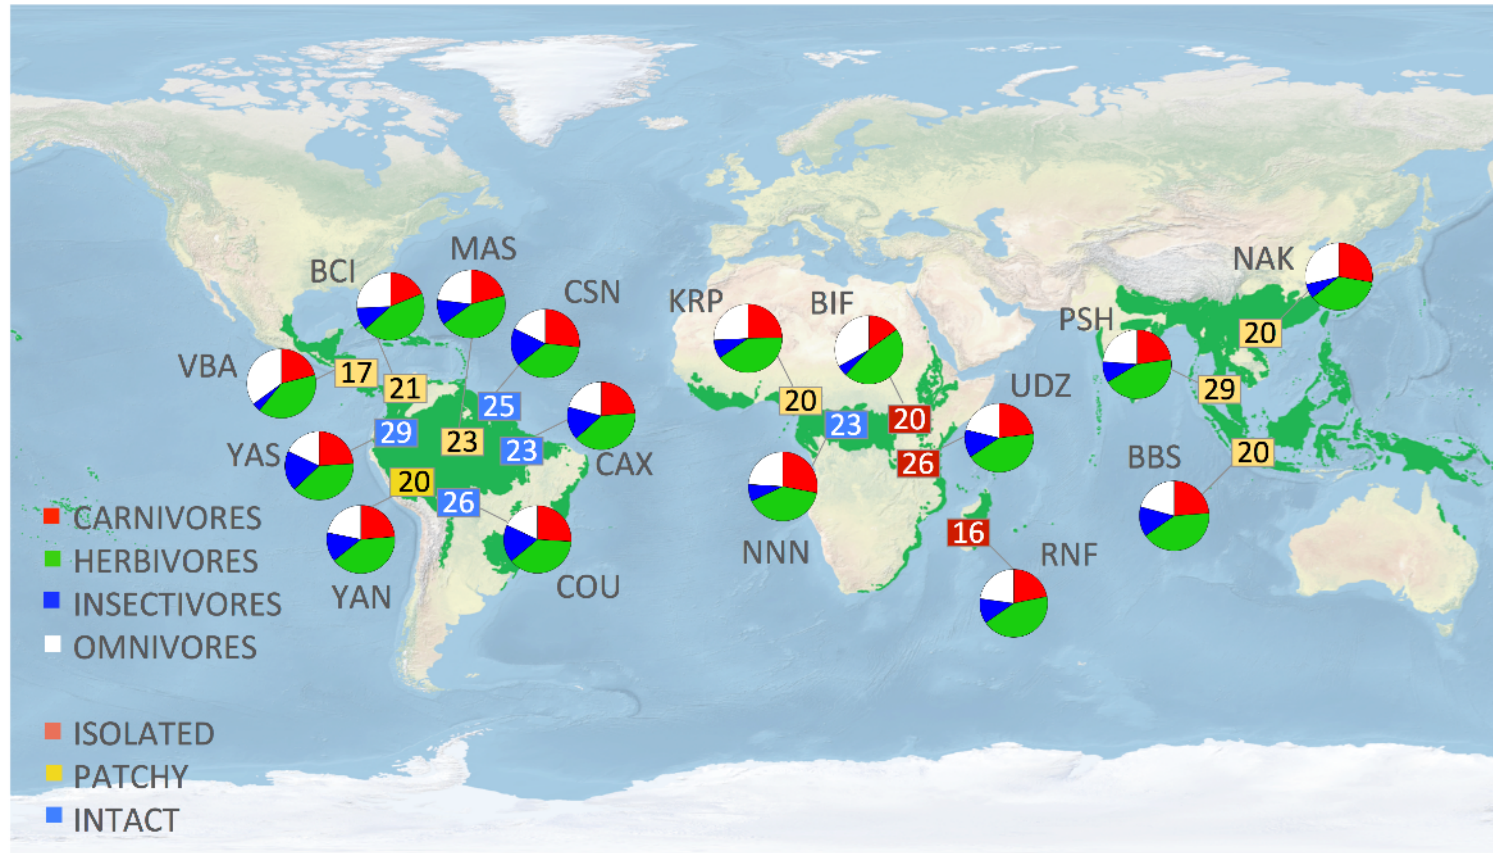 MAS
NAK
BCI
CSN
KRP
BIF
PSH
20
VBA
17
21
20
29
UDZ
25
20
29
23
23
23
26
20
YAS
CAX
BBS
20
26
16
CARNIVORES
HERBIVORES
NNN
RNF
INSECTIVORES
YAN
COU
OMNIVORES
ISOLATED
PATCHY
INTACT